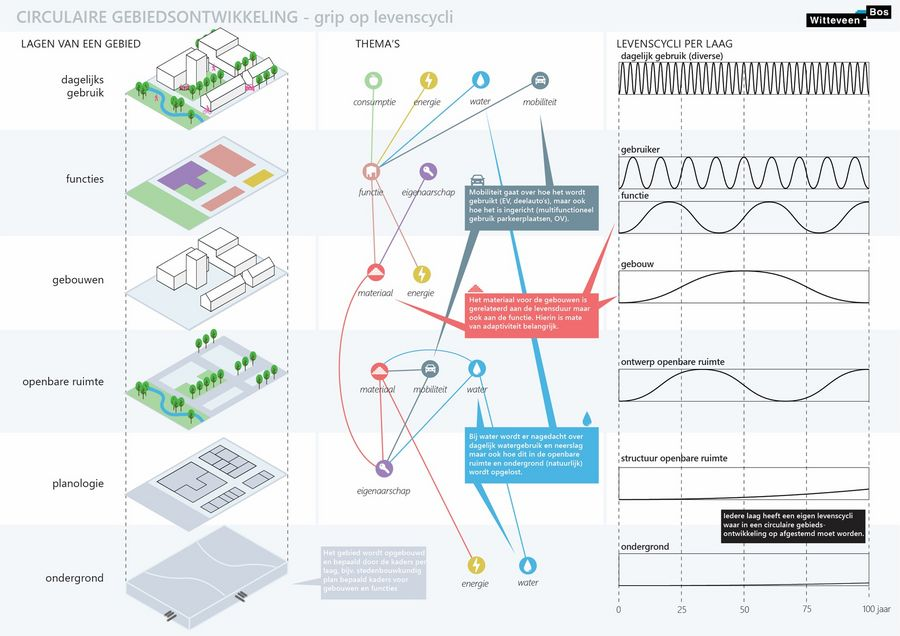 CIRCULAIRE GEBIEDSONTWIKKELING - grip op levenscycli
Witteveen + Bos
LAGEN VAN EEN GEBIED
THEMA'S
LEVENSCYCLI PER LAAG
dagelijks
gebruik
consumptie
energie
water
mobiliteit
dagelijk gebruik (diverse)
functies
functie
eigenaarschap
Mobiliteit gaat over hoe het wordt
gebruikt (EV, deelauto's), maar ook
hoe het is ingericht (multifunctioneel
gebruik parkeerplaatsen, OV).
gebruiker
functie
gebouwen
materiaal
energie
Het materiaal voor de gebouwen is
gerelateerd aan de levensduur maar
ook aan de functie. Hierin is mate
van adaptiviteit belangrijk.
gebouw
openbare ruimte
materiaal
mobiliteit
water
ontwerp openbare ruimte
planologie
eigenaarschap
Bij water wordt er nagedacht over
dagelijk watergebruik en neerslag
maar ook hoe dit in de openbare
ruimte en ondergrond (natuurlijk)
wordt opgelost.
structuur openbare ruimte
Iedere laag heeft een eigen levenscycli
waar in een circulaire gebieds-
ontwikkeling op afgestemd moet worden.
ondergrond
Het gebied wordt opgebouwd
en bepaald door de kaders per
laag, bijv. stedenbouwkundig
plan bepaald kaders voor
gebouwen en functies
energie
water
ondergrond
0 25 50 75 100 jaar